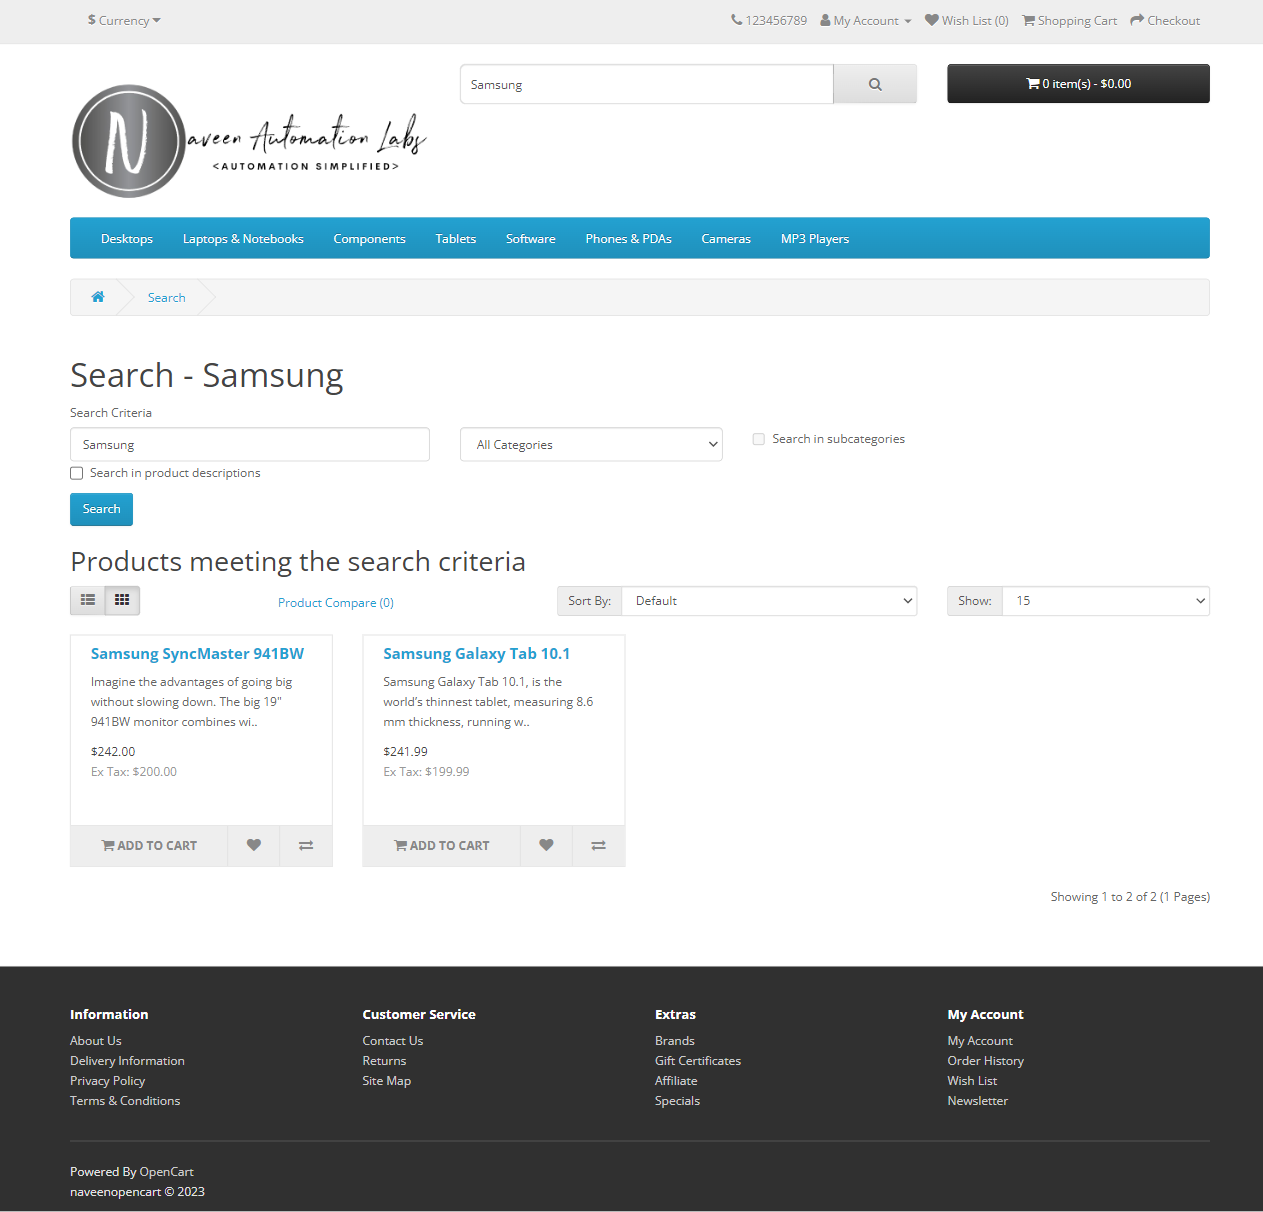 $ Currency
123456789 My Account Wish List (0) Shopping Cart Checkout
Samsung
0 item(s) - $0.00
N aveen Automation Labs
<AUTOMATION SIMPLIFIED>
Desktops Laptops & Notebooks Components Tablets Software Phones & PDAs Cameras MP3 Players
Search
Search - Samsung
Search Criteria
Samsung
All Categories
Search in subcategories
Search in product descriptions
Search
Products meeting the search criteria
Product Compare (0)
Sort By: Default
Show: 15
Samsung SyncMaster 941BW
Imagine the advantages of going big
without slowing down. The big 19"
941BW monitor combines wi..
$242.00
Ex Tax: $200.00
ADD TO CART
Samsung Galaxy Tab 10.1
Samsung Galaxy Tab 10.1, is the
world’s thinnest tablet, measuring 8.6
mm thickness, running w..
$241.99
Ex Tax: $199.99
ADD TO CART
Showing 1 to 2 of 2 (1 Pages)
Information
About Us
Delivery Information
Privacy Policy
Terms & Conditions
Customer Service
Contact Us
Returns
Site Map
Extras
Brands
Gift Certificates
Affiliate
Specials
My Account
My Account
Order History
Wish List
Newsletter
Powered By OpenCart
naveenopencart © 2023